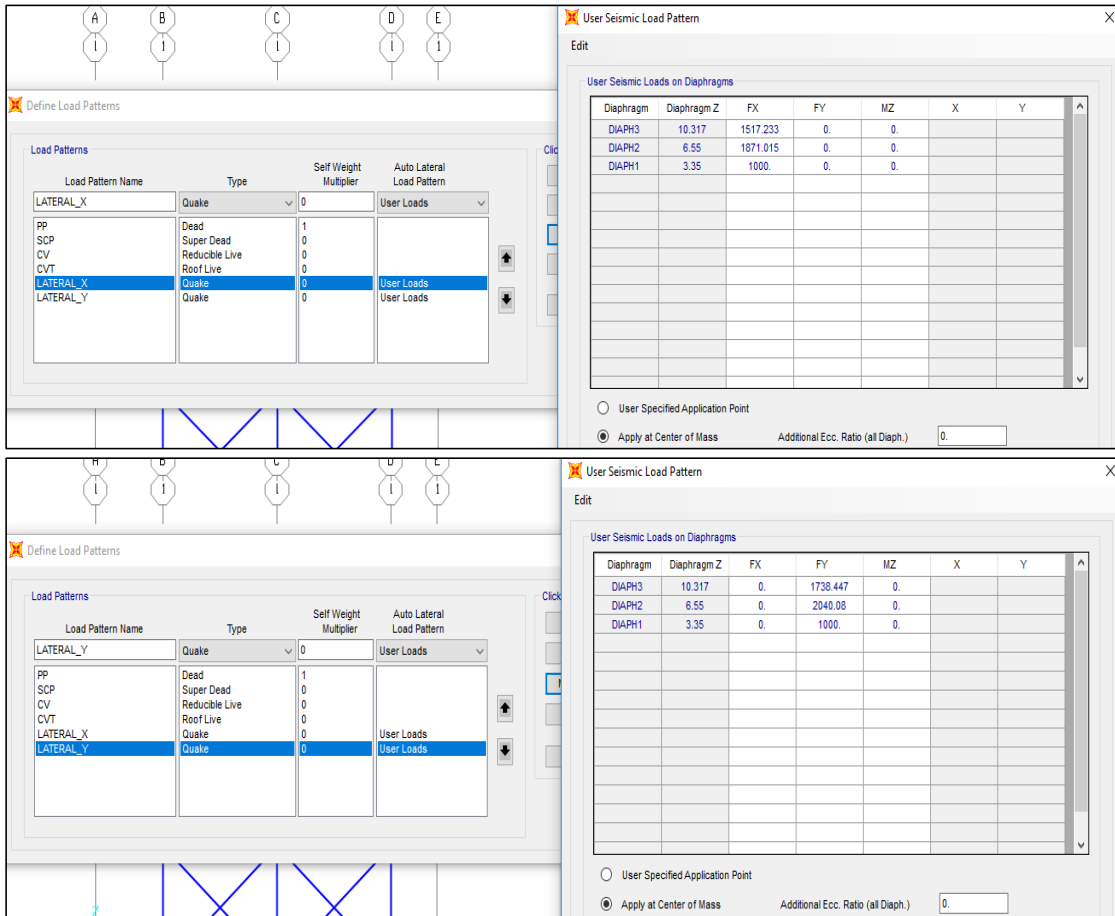 A B C D E
l 1 l l 1
User Seismic Load Pattern X
Edit
Define Load Patterns
User Seismic Loads on Diaphragms
Diaphragm Diaphragm Z FX FY MZ X Y
DIAPH3 10.317 1517.233 0. 0.
DIAPH2 6.55 1871.015 0. 0.
DIAPH1 3.35 1000. 0. 0.
Load Patterns Clic
Load Pattern Name Type Self Weight Multiplier Auto Lateral Load Pattern
LATERAL_X Quake 0 User Loads
PP Dead 1
SCP Super Dead 0
CV Reducible Live 0
CVT Roof Live 0
LATERAL_X Quake 0 User Loads
LATERAL_Y Quake 0 User Loads
User Specified Application Point
Apply at Center of Mass Additional Ecc. Ratio (all Diaph.) 0.
l 1 l l 1
User Seismic Load Pattern X
Edit
Define Load Patterns
User Seismic Loads on Diaphragms
Diaphragm Diaphragm Z FX FY MZ X Y
DIAPH3 10.317 0. 1738.447 0.
DIAPH2 6.55 0. 2040.08 0.
DIAPH1 3.35 0. 1000. 0.
Load Patterns Click
Load Pattern Name Type Self Weight Multiplier Auto Lateral Load Pattern
LATERAL_Y Quake 0 User Loads
PP Dead 1
SCP Super Dead 0
CV Reducible Live 0
CVT Roof Live 0
LATERAL_X Quake 0 User Loads
LATERAL_Y Quake 0 User Loads
User Specified Application Point
Apply at Center of Mass Additional Ecc. Ratio (all Diaph.) 0.